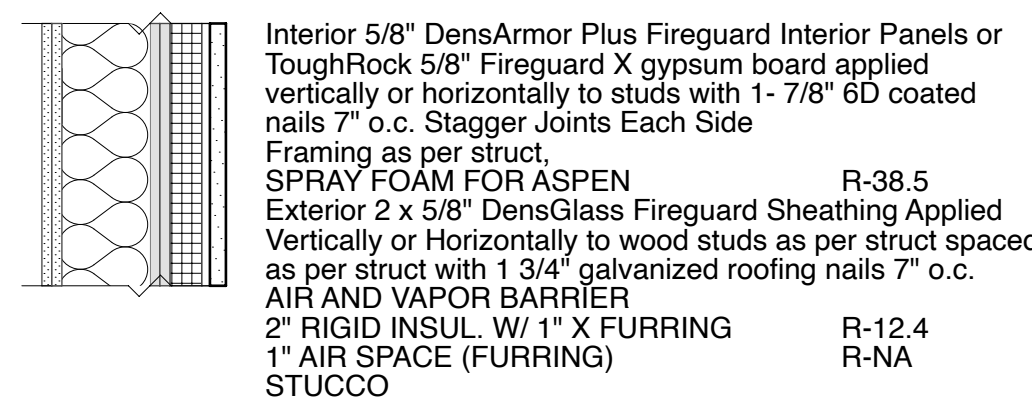 Interior 5/8" DensArmor Plus Fireguard Interior Panels or
ToughRock 5/8" Fireguard X gypsum board applied
vertically or horizontally to studs with 1- 7/8" 6D coated
nails 7" o.c. Stagger Joints Each Side
Framing as per struct,
SPRAY FOAM FOR ASPEN R-38.5
Exterior 2 x 5/8" DensGlass Fireguard Sheathing Applied
Vertically or Horizontally to wood studs as per struct spaced
as per struct with 1 3/4" galvanized roofing nails 7" o.c.
AIR AND VAPOR BARRIER
2" RIGID INSUL. W/ 1" X FURRING R-12.4
1" AIR SPACE (FURRING) R-NA
STUCCO